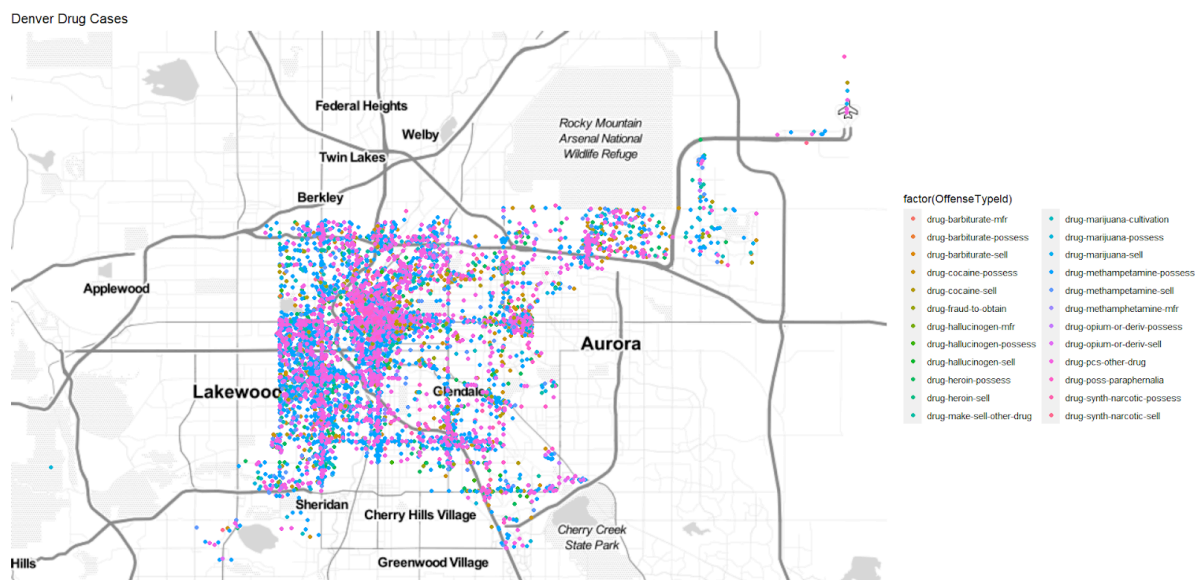 Denver Drug Cases
Federal Heights
Welby
Twin Lakes
Rocky Mountain
Arsenal National
Wildlife Refuge
Berkley
Applewood
Aurora
Lakewood
Glendale
Sheridan
Cherry Hills Village
Cherry Creek
State Park
Hills
Greenwood Village
factor(OffenseTypeId)
drug-barbiturate-mfr
drug-barbiturate-possess
drug-barbiturate-sell
drug-cocaine-possess
drug-cocaine-sell
drug-fraud-to-obtain
drug-hallucinogen-mfr
drug-hallucinogen-possess
drug-hallucinogen-sell
drug-heroin-possess
drug-heroin-sell
drug-make-sell-other-drug
drug-marijuana-cultivation
drug-marijuana-possess
drug-marijuana-sell
drug-methampetamine-possess
drug-methampetamine-sell
drug-methamphetamine-mfr
drug-opium-or-deriv-possess
drug-opium-or-deriv-sell
drug-pcs-other-drug
drug-poss-paraphernalia
drug-synth-narcotic-possess
drug-synth-narcotic-sell